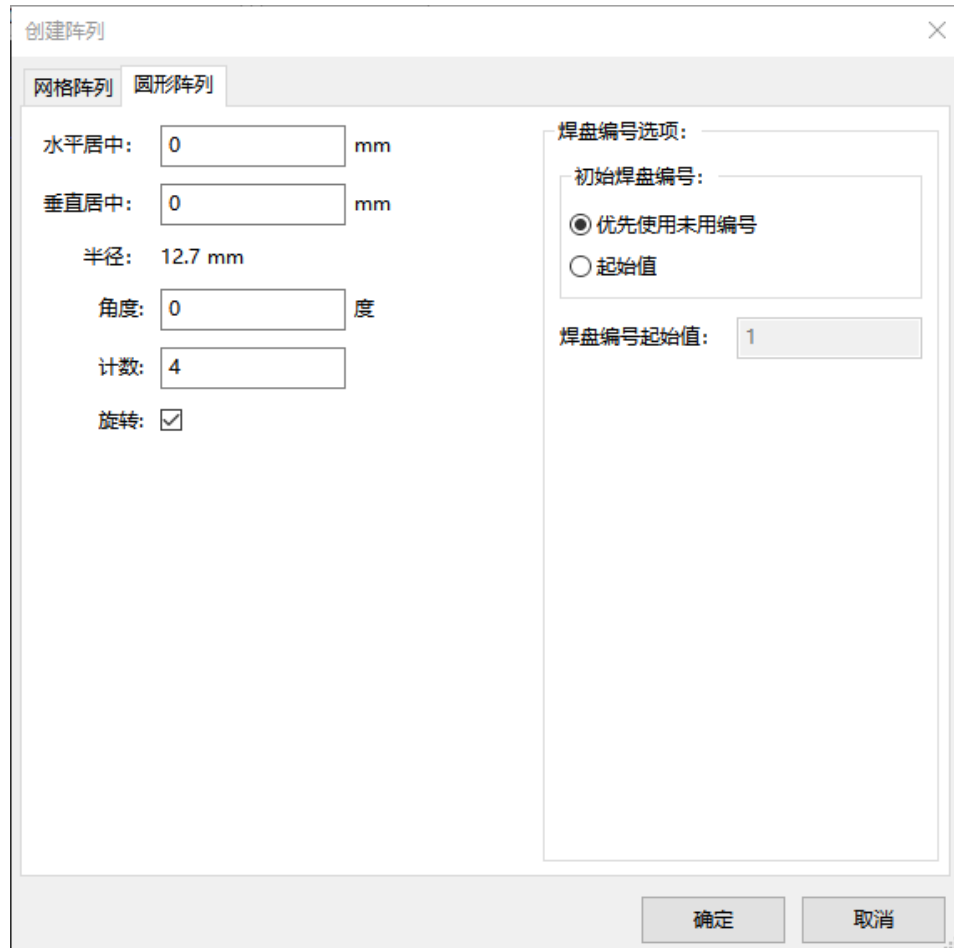 创建阵列
网格阵列 圆形阵列
水平居中： 0 mm
垂直居中： 0 mm
半径： 12.7 mm
角度: 0 度
计数: 4
旋转:
焊盘编号选项：
初始焊盘编号：
优先使用未用编号
起始值
焊盘编号起始值： 1
确定 取消